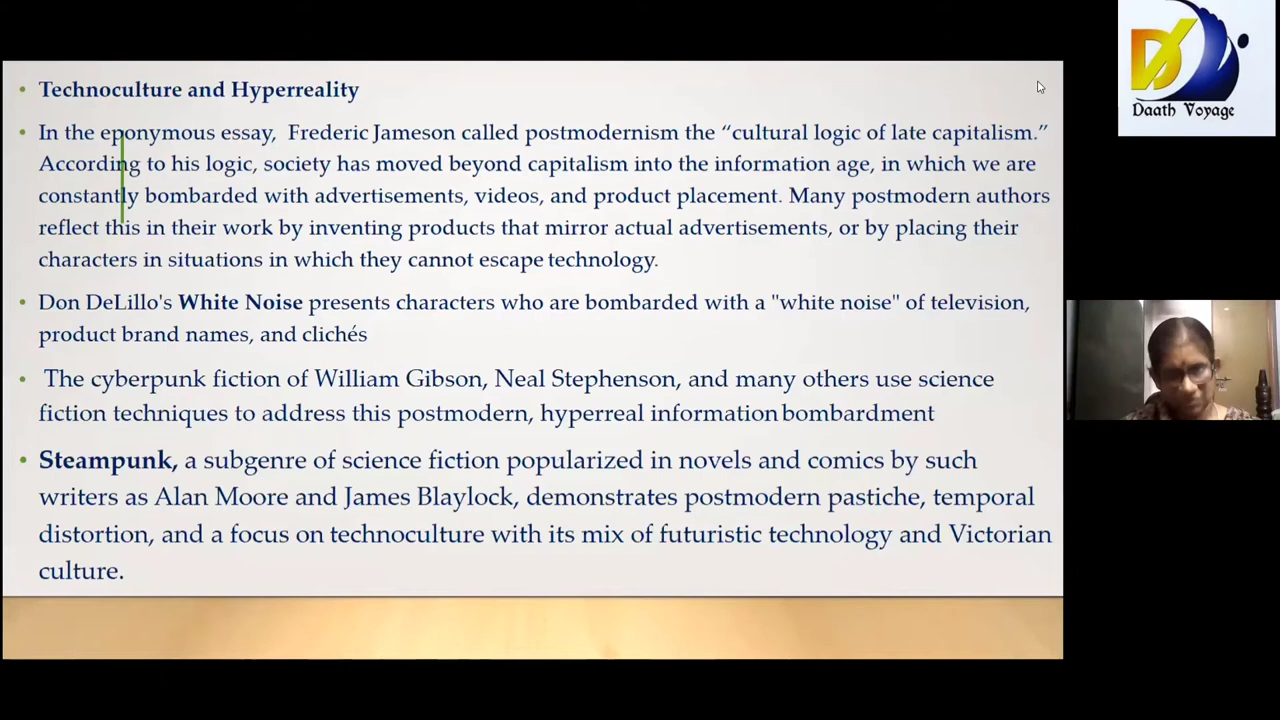 Technoculture and Hyperreality
In the eponymous essay, Frederic Jameson called postmodernism the “cultural logic of late capitalism.”
According to his logic, society has moved beyond capitalism into the information age, in which we are
constantly bombarded with advertisements, videos, and product placement. Many postmodern authors
reflect this in their work by inventing products that mirror actual advertisements, or by placing their
characters in situations in which they cannot escape technology.
Don DeLillo's White Noise presents characters who are bombarded with a "white noise" of television,
product brand names, and clichés
The cyberpunk fiction of William Gibson, Neal Stephenson, and many others use science
fiction techniques to address this postmodern, hyperreal information bombardment
Steampunk, a subgenre of science fiction popularized in novels and comics by such
writers as Alan Moore and James Blaylock, demonstrates postmodern pastiche, temporal
distortion, and a focus on technoculture with its mix of futuristic technology and Victorian
culture.
Daath Voyage